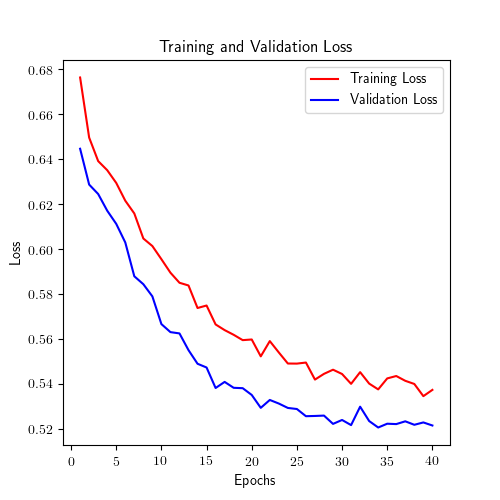 Training and Validation Loss
Training Loss
Validation Loss
Loss
0.68
0.66
0.64
0.62
0.60
0.58
0.56
0.54
0.52
0 5 10 15 20 25 30 35 40
Epochs